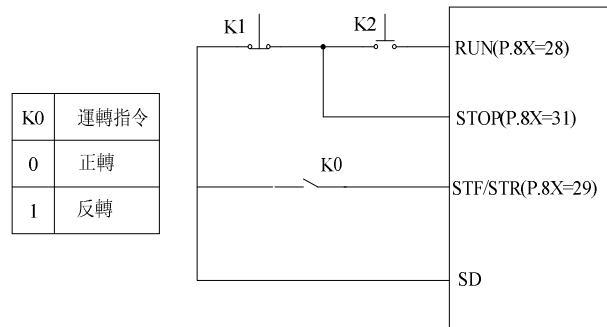 K1
K2
RUN(P.8X=28)
K0 運轉指令
0 正轉
1 反轉
STOP(P.8X=31)
K0
STF/STR(P.8X=29)
SD